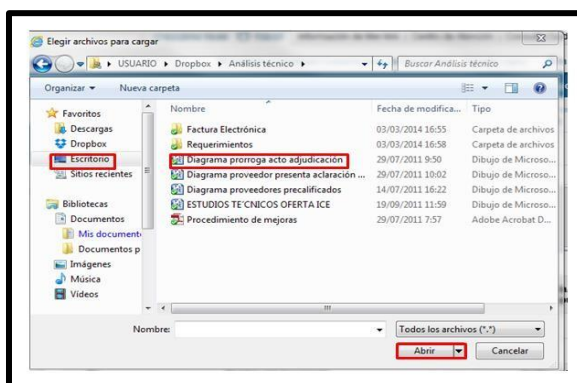 Elegir archivos para cargar
USUARIO Dropbox Análisis técnico
Buscar Análisis técnico
Organizar Nueva carpeta
Favoritos
Descargas
Dropbox
Escritorio
Sitios recientes
Bibliotecas
Documentos
Mis document
Documentos p
Imágenes
Música
Vídeos
Nombre Fecha de modifica... Tipo
Factura Electrónica 03/03/2014 16:55 Carpeta de archivos
Requerimientos 03/03/2014 16:58 Carpeta de archivos
Diagrama prorroga acto adjudicación 29/07/2011 9:50 Dibujo de Microso...
Diagrama proveedor presenta aclaración ... 29/07/2011 10:02 Dibujo de Microso...
Diagrama proveedores precalificados 14/07/2011 16:22 Dibujo de Microso...
ESTUDIOS TE´CNICOS OFERTA ICE 19/09/2011 11:59 Dibujo de Microso...
Procedimiento de mejoras 29/07/2011 7:57 Adobe Acrobat D...
Nombre: Todos los archivos (*.*)
Abrir Cancelar